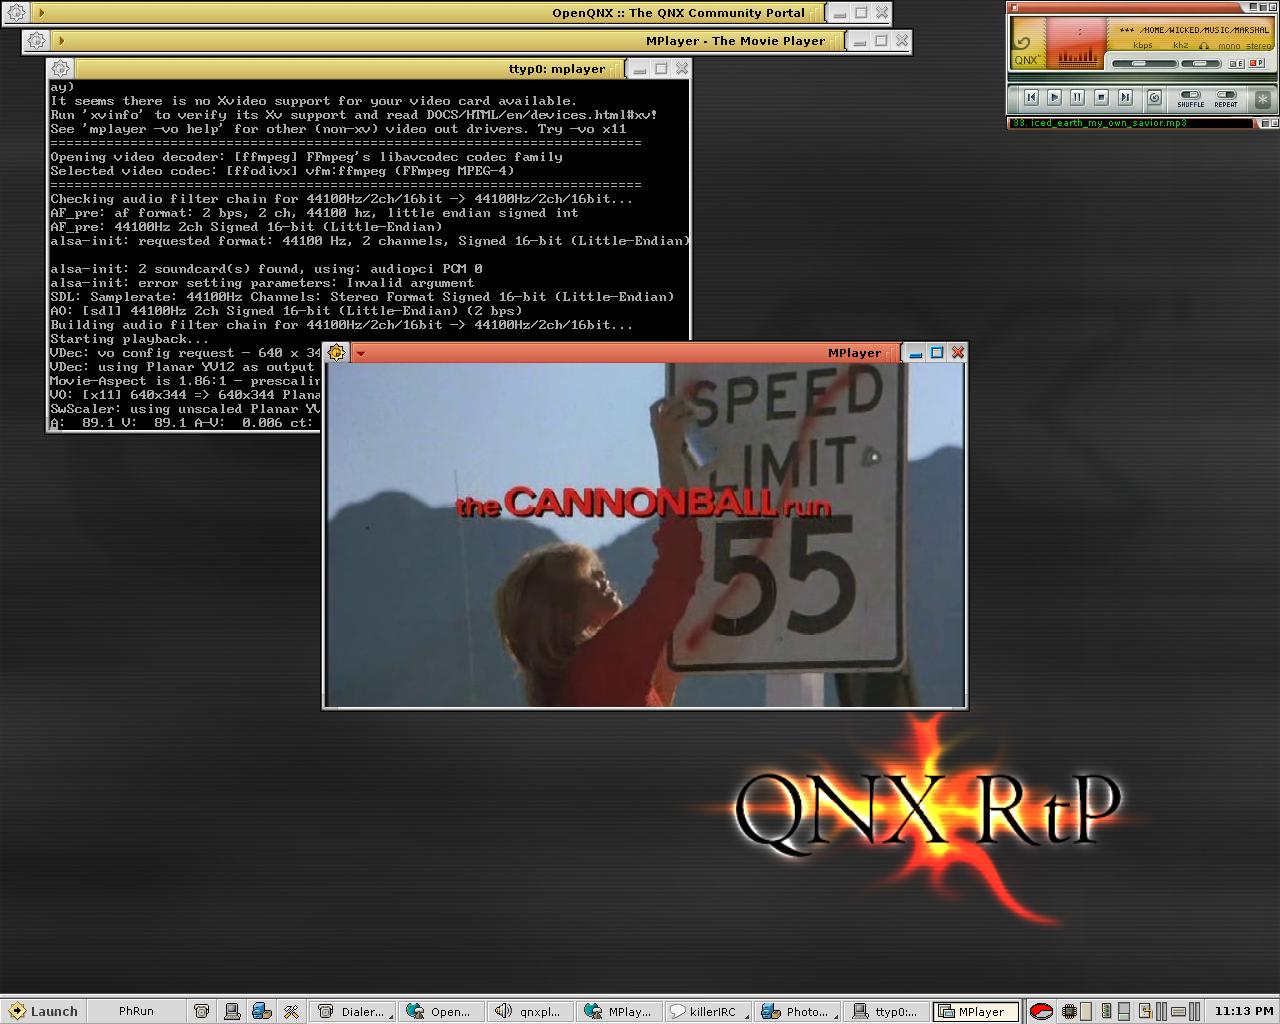 OpenQNX :: The QNX Community Portal
MPlayer - The Movie Player
ttyp0: mplayer
ay)
It seems there is no Xvideo support for your video card available.
Run 'xvinfo' to verify its Xv support and read DOCS/HTML/en/devices.html#xv!
See 'mplayer -vo help' for other (non-xv) video out drivers. Try -vo x11
==========================================================================
Opening video decoder: [ffmpeg] FFmpeg's libavcodec codec family
Selected video codec: [ffodivx] vfm:ffmpeg (FFmpeg MPEG-4)
==========================================================================
Checking audio filter chain for 44100Hz/2ch/16bit -> 44100Hz/2ch/16bit...
AF_pre: af format: 2 bps, 2 ch, 44100 hz, little endian signed int
AF_pre: 44100Hz 2ch Signed 16-bit (Little-Endian)
alsa-init: requested format: 44100 Hz, 2 channels, Signed 16-bit (Little-Endian)
alsa-init: 2 soundcard(s) found, using: audiopci PCM 0
alsa-init: error setting parameters: Invalid argument
SDL: Samplerate: 44100Hz Channels: Stereo Format Signed 16-bit (Little-Endian)
AO: [sdl] 44100Hz 2ch Signed 16-bit (Little-Endian) (2 bps)
Building audio filter chain for 44100Hz/2ch/16bit -> 44100Hz/2ch/16bit...
Starting playback...
VDec: vo config request - 640 x 34
VDec: using Planar YV12 as output
Movie-Aspect is 1.86:1 - prescalin
VO: [x11] 640x344 => 640x344 Plana
SwScaler: using unscaled Planar YV
A: 89.1 V: 89.1 A-V: 0.006 ct:
*** /HOME/WICKED/MUSIC/MARSHAL
kbps khz mono stereo
QNX
E P
SHUFFLE REPEAT
33. iced_earth_my_own_savior.mp3
MPlayer
SPEED
LIMIT
55
the CANNONBALL run
QNX RtP
Launch
PhRun
Dialer...
Open...
qnxpl...
MPlay...
killerIRC
Photo...
ttyp0:...
MPlayer
11:13 PM